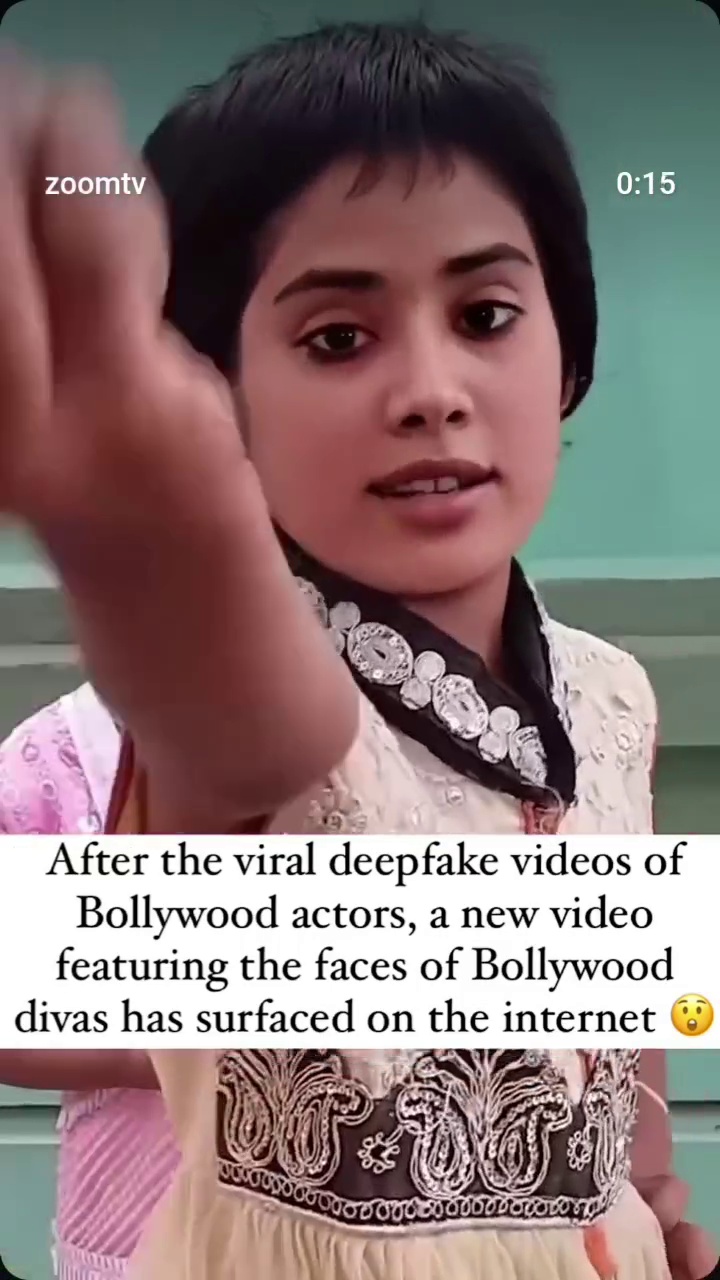 zoomtv 0:15
After the viral deepfake videos of
Bollywood actors, a new video
featuring the faces of Bollywood
divas has surfaced on the internet 😲